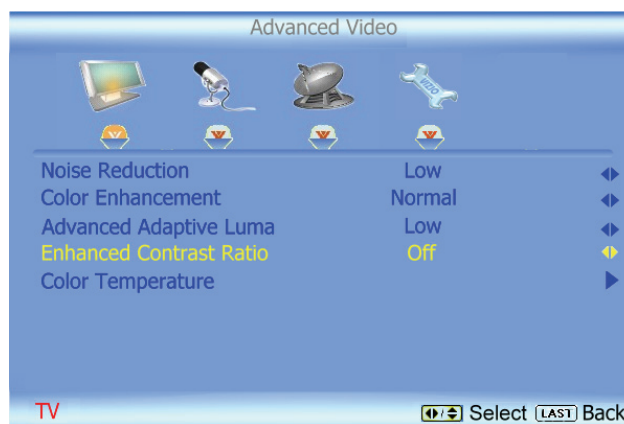 Advanced Video
VIZIO
Noise Reduction Low
Color Enhancement Normal
Advanced Adaptive Luma Low
Enhanced Contrast Ratio Off
Color Temperature
TV Select LAST Back